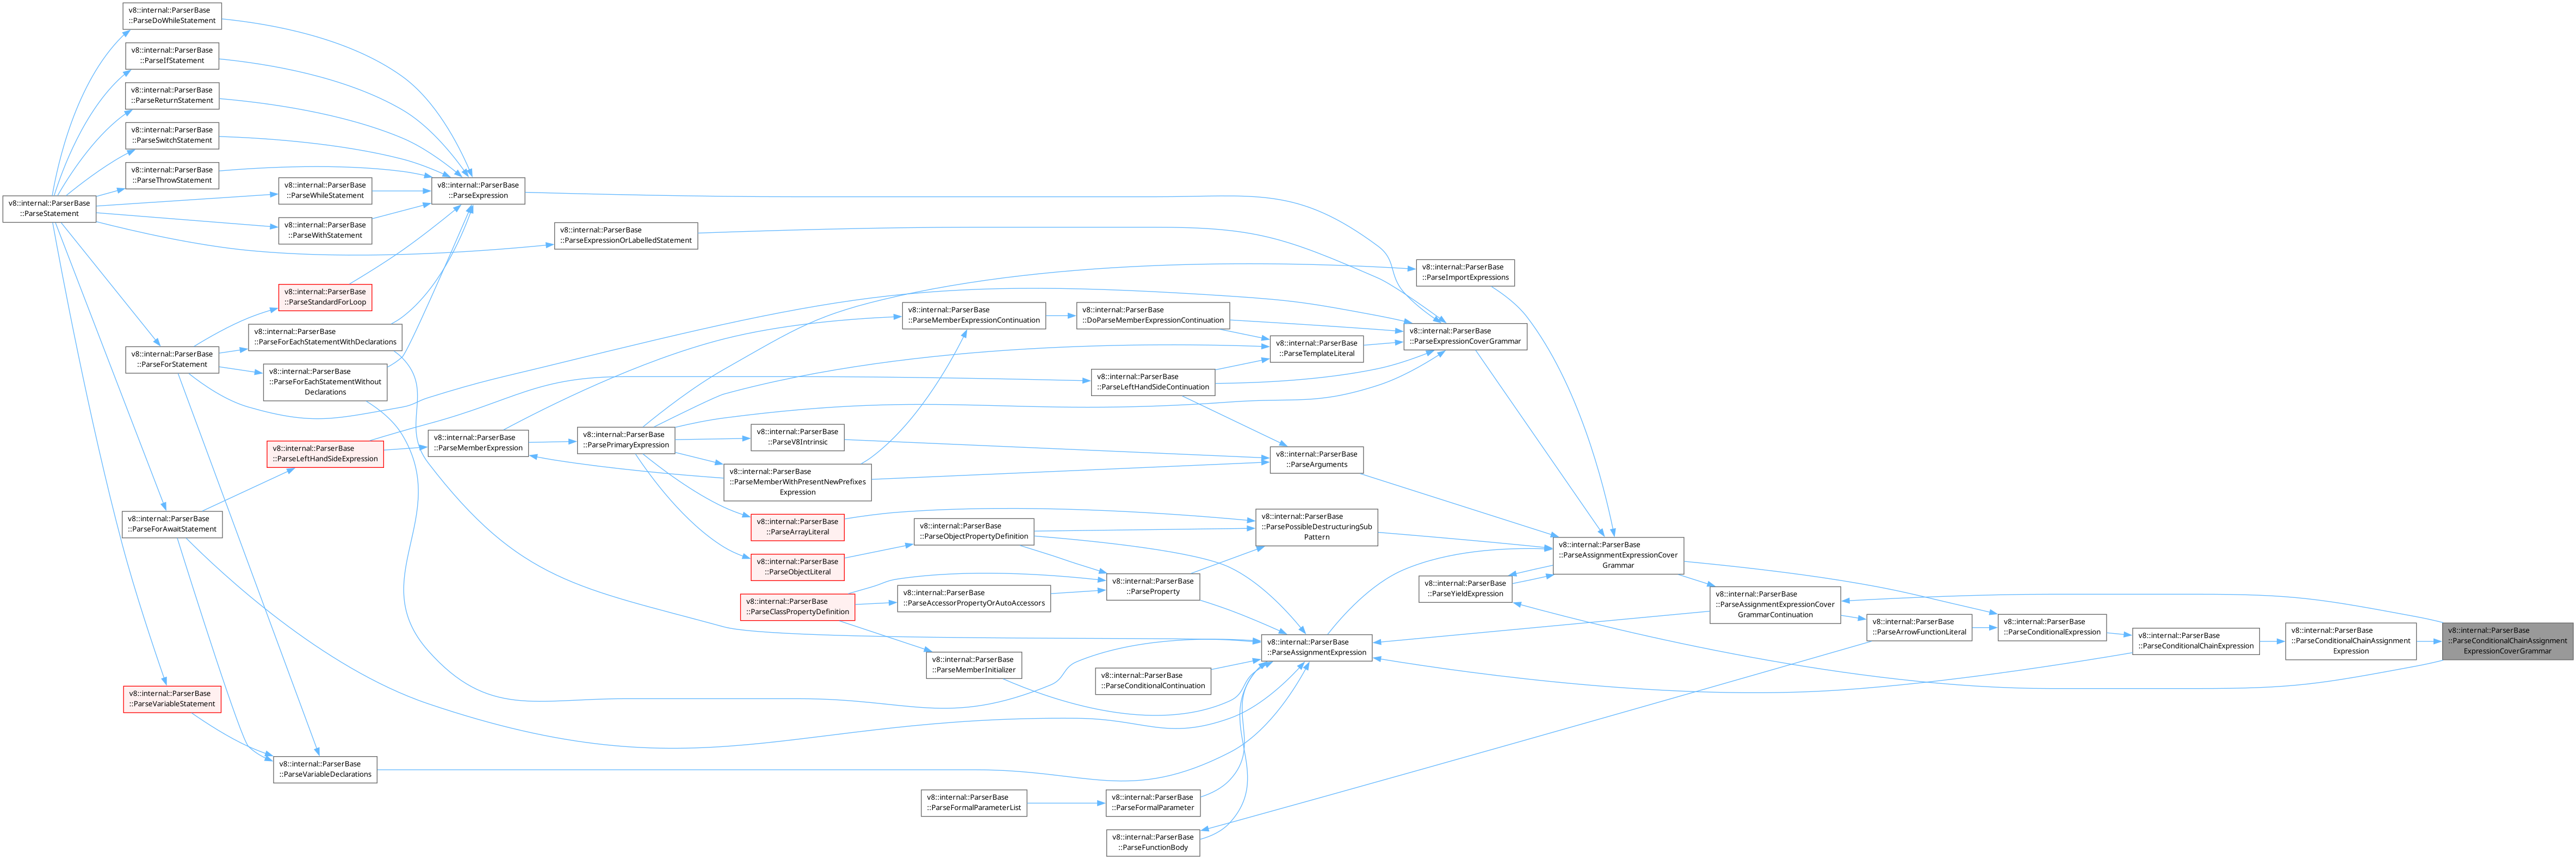 v8::internal::ParserBase
::ParseDoWhileStatement
v8::internal::ParserBase
::ParseIfStatement
v8::internal::ParserBase
::ParseReturnStatement
v8::internal::ParserBase
::ParseSwitchStatement
v8::internal::ParserBase
::ParseThrowStatement
v8::internal::ParserBase
::ParseStatement
v8::internal::ParserBase
::ParseWhileStatement
v8::internal::ParserBase
::ParseWithStatement
v8::internal::ParserBase
::ParseExpression
v8::internal::ParserBase
::ParseExpressionOrLabelledStatement
v8::internal::ParserBase
::ParseStandardForLoop
v8::internal::ParserBase
::ParseForEachStatementWithDeclarations
v8::internal::ParserBase
::ParseForStatement
v8::internal::ParserBase
::ParseForEachStatementWithout
Declarations
v8::internal::ParserBase
::ParseLeftHandSideExpression
v8::internal::ParserBase
::ParseMemberExpression
v8::internal::ParserBase
::ParseForAwaitStatement
v8::internal::ParserBase
::ParseVariableStatement
v8::internal::ParserBase
::ParseVariableDeclarations
v8::internal::ParserBase
::ParsePrimaryExpression
v8::internal::ParserBase
::ParseV8Intrinsic
v8::internal::ParserBase
::ParseMemberWithPresentNewPrefixes
Expression
v8::internal::ParserBase
::ParseArrayLiteral
v8::internal::ParserBase
::ParseObjectLiteral
v8::internal::ParserBase
::ParseClassPropertyDefinition
v8::internal::ParserBase
::ParseMemberExpressionContinuation
v8::internal::ParserBase
::ParseObjectPropertyDefinition
v8::internal::ParserBase
::ParseAccessorPropertyOrAutoAccessors
v8::internal::ParserBase
::ParseMemberInitializer
v8::internal::ParserBase
::ParseFormalParameterList
v8::internal::ParserBase
::DoParseMemberExpressionContinuation
v8::internal::ParserBase
::ParseLeftHandSideContinuation
v8::internal::ParserBase
::ParseProperty
v8::internal::ParserBase
::ParseConditionalContinuation
v8::internal::ParserBase
::ParseFormalParameter
v8::internal::ParserBase
::ParseFunctionBody
v8::internal::ParserBase
::ParseTemplateLiteral
v8::internal::ParserBase
::ParseArguments
v8::internal::ParserBase
::ParsePossibleDestructuringSub
Pattern
v8::internal::ParserBase
::ParseAssignmentExpression
v8::internal::ParserBase
::ParseImportExpressions
v8::internal::ParserBase
::ParseExpressionCoverGrammar
v8::internal::ParserBase
::ParseYieldExpression
v8::internal::ParserBase
::ParseAssignmentExpressionCover
Grammar
v8::internal::ParserBase
::ParseAssignmentExpressionCover
GrammarContinuation
v8::internal::ParserBase
::ParseArrowFunctionLiteral
v8::internal::ParserBase
::ParseConditionalExpression
v8::internal::ParserBase
::ParseConditionalChainExpression
v8::internal::ParserBase
::ParseConditionalChainAssignment
Expression
v8::internal::ParserBase
::ParseConditionalChainAssignment
ExpressionCoverGrammar